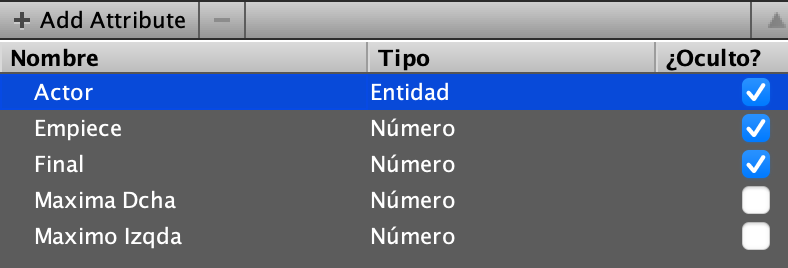 + Add Attribute −
Nombre Tipo ¿Oculto?
Actor Entidad
Empiece Número
Final Número
Maxima Dcha Número
Maximo Izqda Número